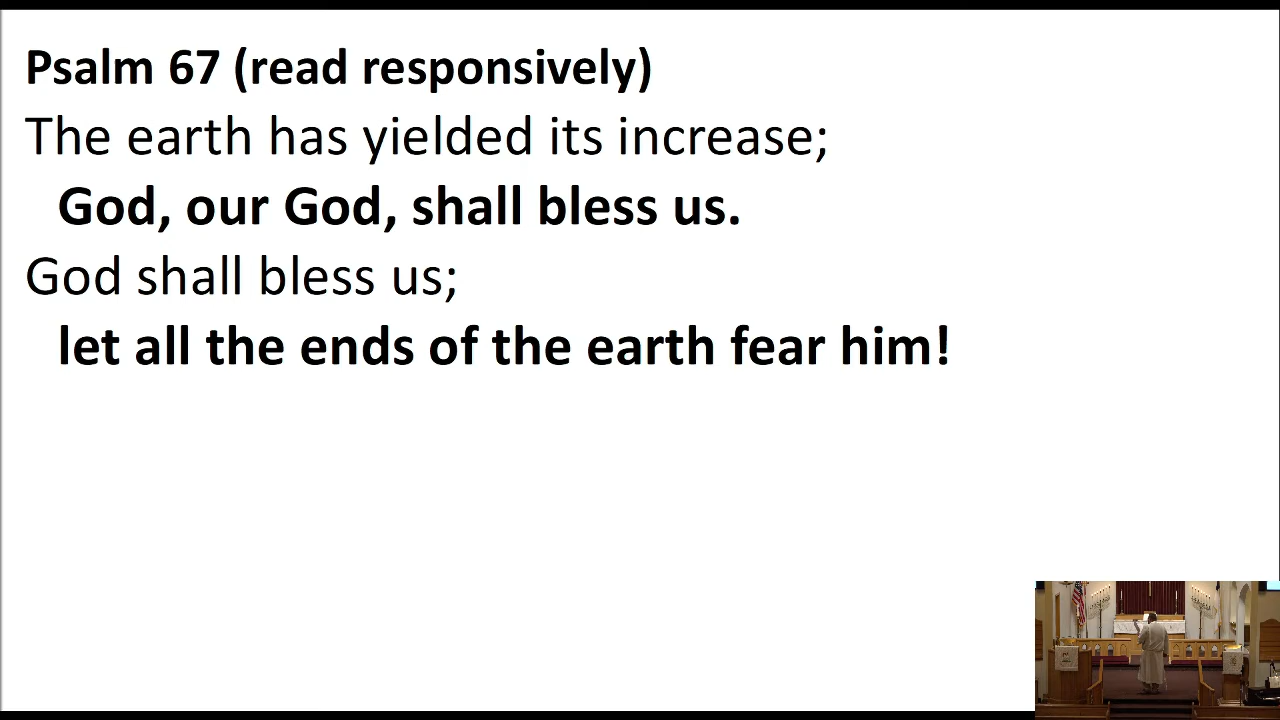 Psalm 67 (read responsively)
The earth has yielded its increase;
God, our God, shall bless us.
God shall bless us;
let all the ends of the earth fear him!